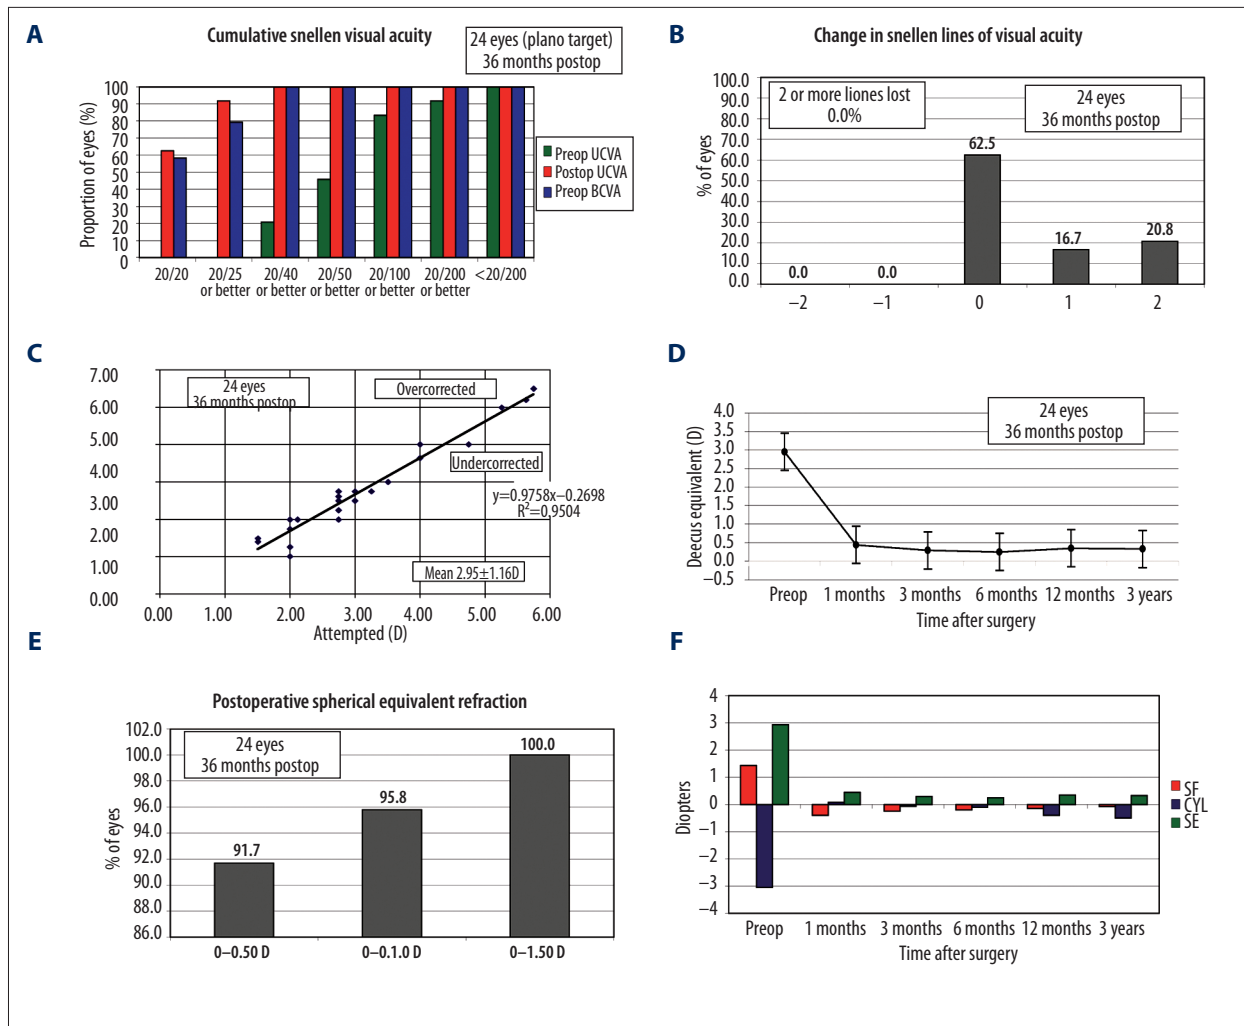 A
Cumulative snellen visual acuity
24 eyes (plano target)
36 months postop
Proportion of eyes (%)
100
90
80
70
60
50
40
30
20
10
0
20/20
20/25
or better
20/40
or better
20/50
or better
20/100
or better
20/200
or better
<20/200
Preop UCVA
Postop UCVA
Preop BCVA
B
Change in snellen lines of visual acuity
2 or more liones lost
0.0%
24 eyes
36 months postop
% of eyes
100.0
90.0
80.0
70.0
60.0
50.0
40.0
30.0
20.0
10.0
0.0
0.0
0.0
62.5
16.7
20.8
−2
−1
0
1
2
C
24 eyes
36 months postop
Overcorrected
Undercorrected
y=0.9758x−0.2698
R²=0.9504
Mean 2.95±1.16D
7.00
6.00
5.00
4.00
3.00
2.00
1.00
0.00
0.00
1.00
2.00
3.00
4.00
5.00
6.00
Attempted (D)
D
24 eyes
36 months postop
Deecus equivalent (D)
4.0
3.5
3.0
2.5
2.0
1.5
1.0
0.5
0.0
−0.5
Preop
1 months
3 months
6 months
12 months
3 years
Time after surgery
E
Postoperative spherical equivalent refraction
24 eyes
36 months postop
% of eyes
102.0
100.0
98.0
96.0
94.0
92.0
90.0
88.0
86.0
91.7
95.8
100.0
0−0.50 D
0−0.1.0 D
0−1.50 D
F
Diopters
4
3
2
1
0
−1
−2
−3
−4
Preop
1 months
3 months
6 months
12 months
3 years
Time after surgery
SF
CYL
SE